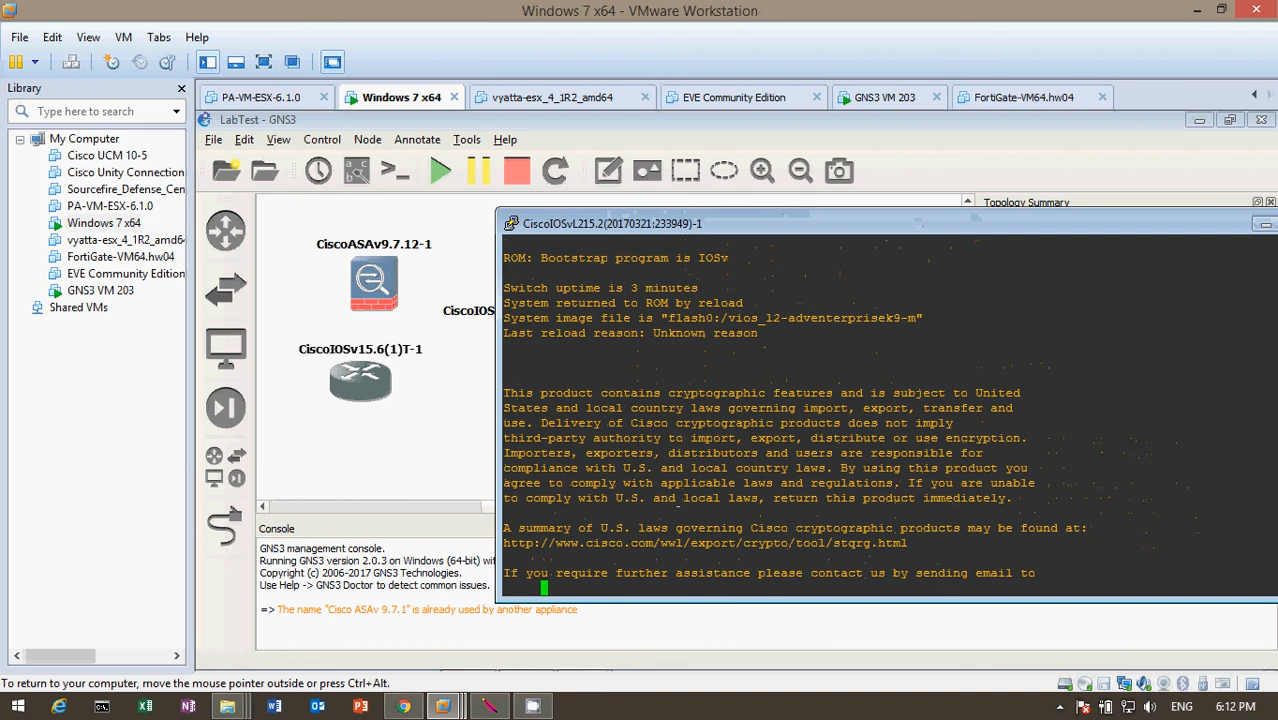 Windows 7 x64 - VMware Workstation
File Edit View VM Tabs Help
Library
Type here to search
My Computer
Cisco UCM 10-5
Cisco Unity Connection
Sourcefire_Defense_Cen
PA-VM-ESX-6.1.0
Windows 7 x64
vyatta-esx_4_1R2_amd64
FortiGate-VM64.hw04
EVE Community Edition
GNS3 VM 203
Shared VMs
PA-VM-ESX-6.1.0
Windows 7 x64
vyatta-esx_4_1R2_amd64
EVE Community Edition
GNS3 VM 203
FortiGate-VM64.hw04
LabTest - GNS3
File Edit View Control Node Annotate Tools Help
Topology Summary
CiscoASAv9.7.12-1
CiscoIOS
CiscoIOSv15.6(1)T-1
CiscoIOSvL215.2(20170321:233949)-1
ROM: Bootstrap program is IOSv
Switch uptime is 3 minutes
System returned to ROM by reload
System image file is "flash0:/vios_l2-adventerprisek9-m"
Last reload reason: Unknown reason
This product contains cryptographic features and is subject to United
States and local country laws governing import, export, transfer and
use. Delivery of Cisco cryptographic products does not imply
third-party authority to import, export, distribute or use encryption.
Importers, exporters, distributors and users are responsible for
compliance with U.S. and local country laws. By using this product you
agree to comply with applicable laws and regulations. If you are unable
to comply with U.S. and local laws, return this product immediately.
A summary of U.S. laws governing Cisco cryptographic products may be found at:
http://www.cisco.com/wwl/export/crypto/tool/stqrg.html
If you require further assistance please contact us by sending email to
Console
GNS3 management console.
Running GNS3 version 2.0.3 on Windows (64-bit) wit
Copyright (c) 2006-2017 GNS3 Technologies.
Use Help -> GNS3 Doctor to detect common issues.
=> The name "Cisco ASAv 9.7.1" is already used by another appliance
To return to your computer, move the mouse pointer outside or press Ctrl+Alt.
ENG
6:12 PM